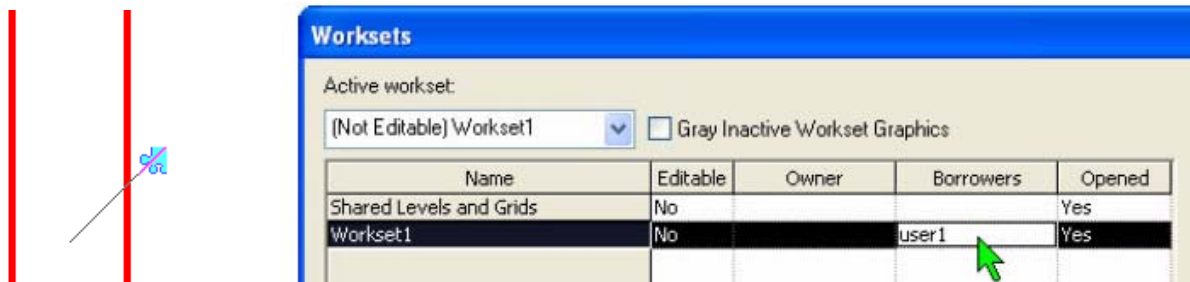 Worksets
Active workset:
(Not Editable) Workset1 Gray Inactive Workset Graphics
Name Editable Owner Borrowers Opened
Shared Levels and Grids No Yes
Workset1 No user1 Yes